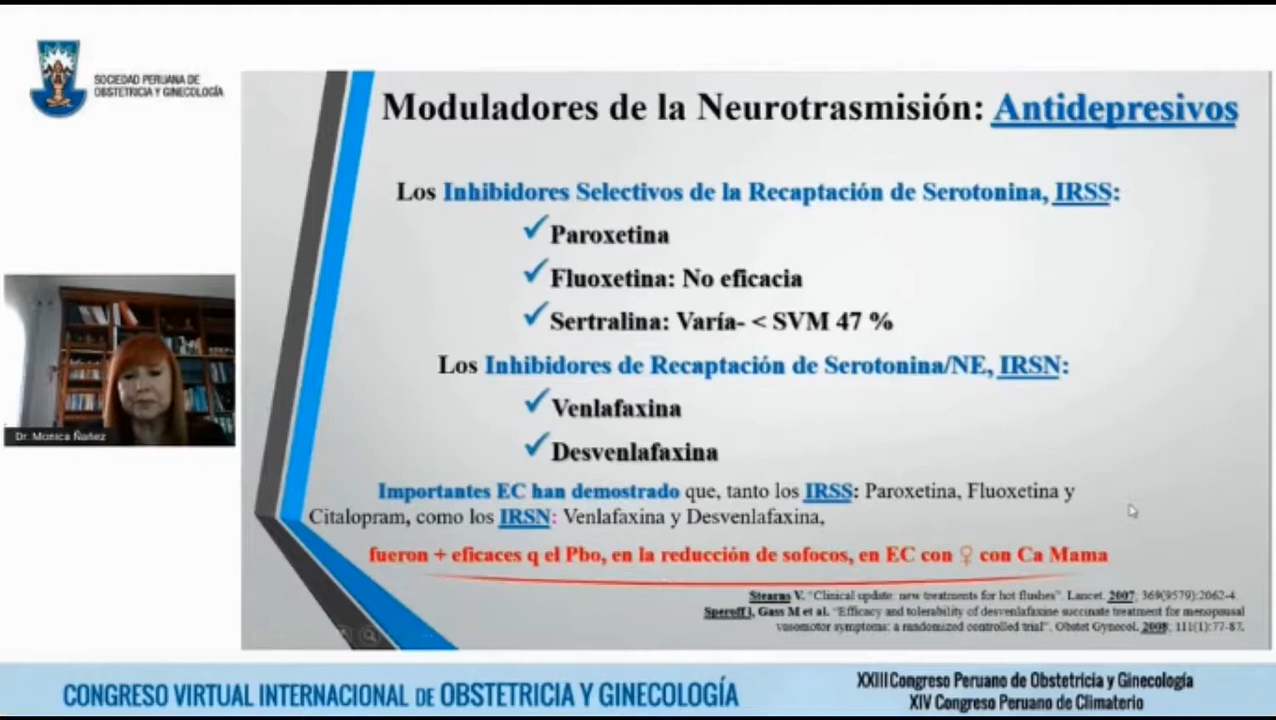 SOCIEDAD PERUANA DE
OBSTETRICIA Y GINECOLOGÍA
Moduladores de la Neurotrasmisión: Antidepresivos
Los Inhibidores Selectivos de la Recaptación de Serotonina, IRSS:
✓Paroxetina
✓Fluoxetina: No eficacia
✓Sertralina: Varía- < SVM 47 %
Los Inhibidores de Recaptación de Serotonina/NE, IRSN:
✓Venlafaxina
✓Desvenlafaxina
Importantes EC han demostrado que, tanto los IRSS: Paroxetina, Fluoxetina y
Citalopram, como los IRSN: Venlafaxina y Desvenlafaxina,
fueron + eficaces q el Pbo, en la reducción de sofocos, en EC con ♀ con Ca Mama
Stearns V. "Clinical update: new treatments for hot flushes". Lancet. 2007; 369(9579):2062-4.
Speroff l, Gass M et al. "Efficacy and tolerability of desvenlafaxine succinate treatment for menopausal
vasomotor symptoms: a randomized controlled trial". Obstet Gynecol. 2008; 111(1):77-87.
Dr. Monica Ñañez
CONGRESO VIRTUAL INTERNACIONAL DE OBSTETRICIA Y GINECOLOGÍA
XXIII Congreso Peruano de Obstetricia y Ginecología
XIV Congreso Peruano de Climaterio